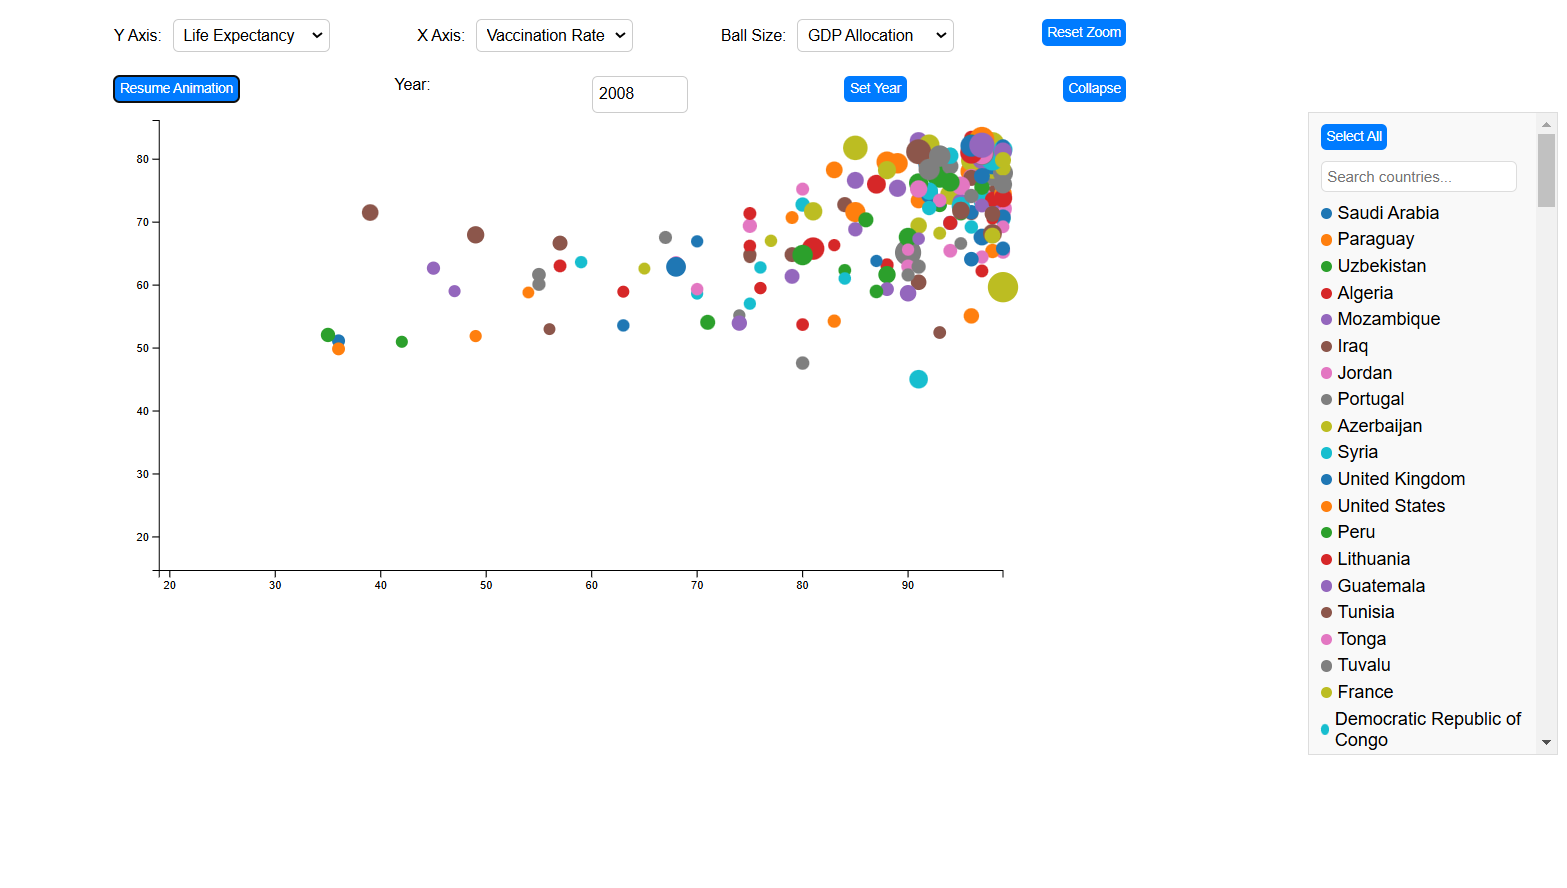 Y Axis: Life Expectancy X Axis: Vaccination Rate Ball Size: GDP Allocation Reset Zoom
Resume Animation Year: 2008 Set Year Collapse
80
70
60
50
40
30
20
20 30 40 50 60 70 80 90
Select All
Search countries...
Saudi Arabia
Paraguay
Uzbekistan
Algeria
Mozambique
Iraq
Jordan
Portugal
Azerbaijan
Syria
United Kingdom
United States
Peru
Lithuania
Guatemala
Tunisia
Tonga
Tuvalu
France
Democratic Republic of
Congo